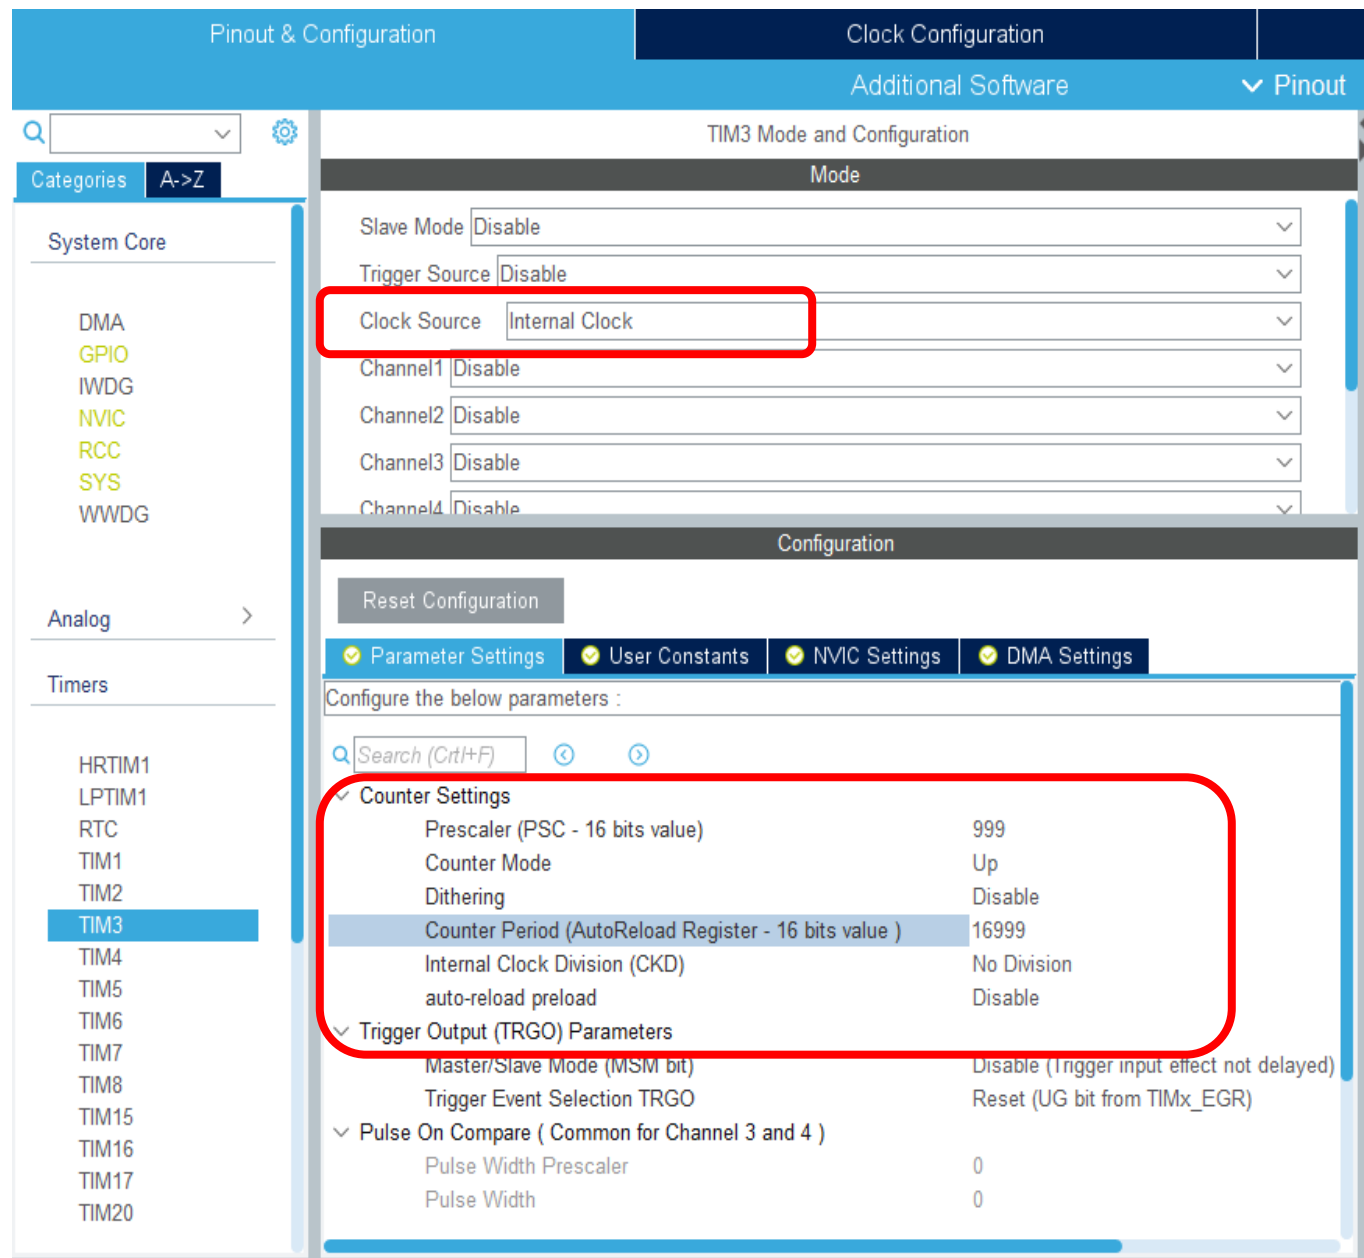 Pinout & Configuration
Clock Configuration
Additional Software
Pinout
Categories
A->Z
System Core
DMA
GPIO
IWDG
NVIC
RCC
SYS
WWDG
Analog
Timers
HRTIM1
LPTIM1
RTC
TIM1
TIM2
TIM3
TIM4
TIM5
TIM6
TIM7
TIM8
TIM15
TIM16
TIM17
TIM20
TIM3 Mode and Configuration
Mode
Slave Mode Disable
Trigger Source Disable
Clock Source Internal Clock
Channel1 Disable
Channel2 Disable
Channel3 Disable
Channel4 Disable
Configuration
Reset Configuration
Parameter Settings
User Constants
NVIC Settings
DMA Settings
Configure the below parameters :
Search (Crtl+F)
Counter Settings
Prescaler (PSC - 16 bits value) 999
Counter Mode Up
Dithering Disable
Counter Period (AutoReload Register - 16 bits value ) 16999
Internal Clock Division (CKD) No Division
auto-reload preload Disable
Trigger Output (TRGO) Parameters
Master/Slave Mode (MSM bit) Disable (Trigger input effect not delayed)
Trigger Event Selection TRGO Reset (UG bit from TIMx_EGR)
Pulse On Compare ( Common for Channel 3 and 4 )
Pulse Width Prescaler 0
Pulse Width 0